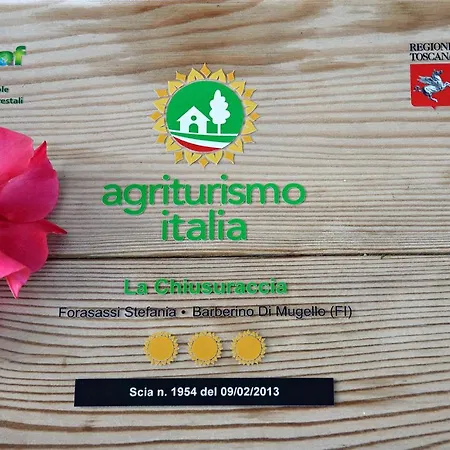 REGIONE
TOSCANA
agriturismo
italia
La Chiusuraccia
Forasassi Stefania • Barberino Di Mugello (FI)
Scia n. 1954 del 09/02/2013